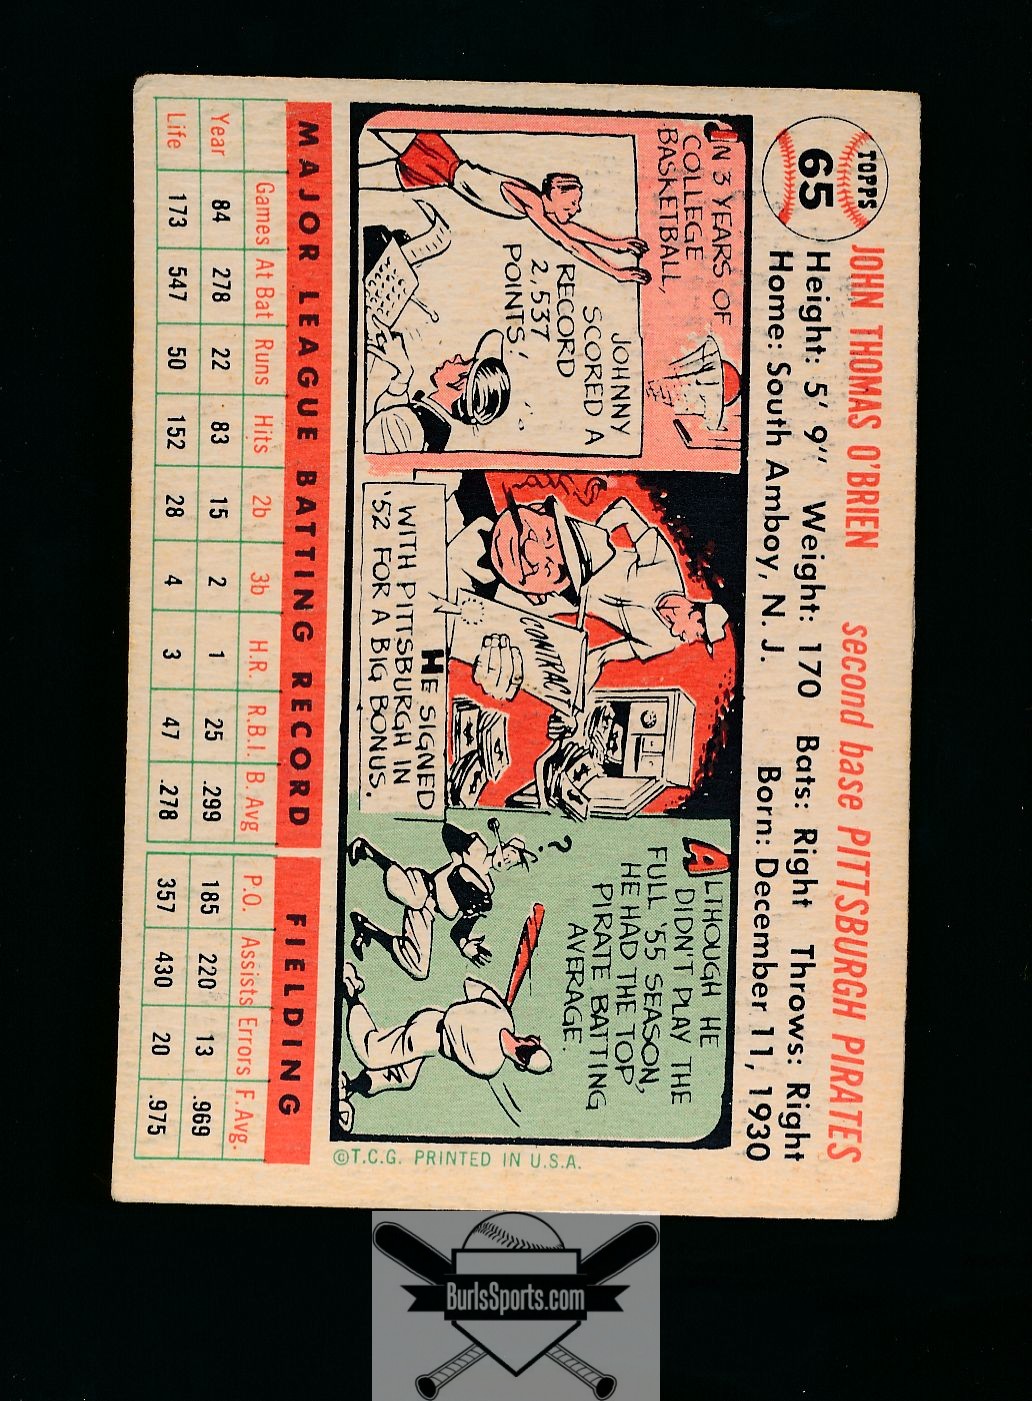 TOPPS
65
JOHN THOMAS O'BRIEN second base PITTSBURGH PIRATES
Height: 5' 9" Weight: 170 Bats: Right Throws: Right
Home: South Amboy, N. J. Born: December 11, 1930
IN 3 YEARS OF
COLLEGE
BASKETBALL,
JOHNNY
SCORED A
RECORD
2,537
POINTS!
CONTRACT
HE SIGNED
WITH PITTSBURGH IN
'52 FOR A BIG BONUS.
ALTHOUGH HE
DIDN'T PLAY THE
FULL '55 SEASON,
HE HAD THE TOP
PIRATE BATTING
AVERAGE.
?
©T.C.G. PRINTED IN U.S.A.
MAJOR LEAGUE BATTING RECORD FIELDING
Games At Bat Runs Hits 2b 3b H.R. R.B.I. B. Avg P.O. Assists Errors F. Avg.
Year 84 278 22 83 15 2 1 25 .299 185 220 13 .969
Life 173 547 50 152 28 4 3 47 .278 357 430 20 .975
BurlsSports.com